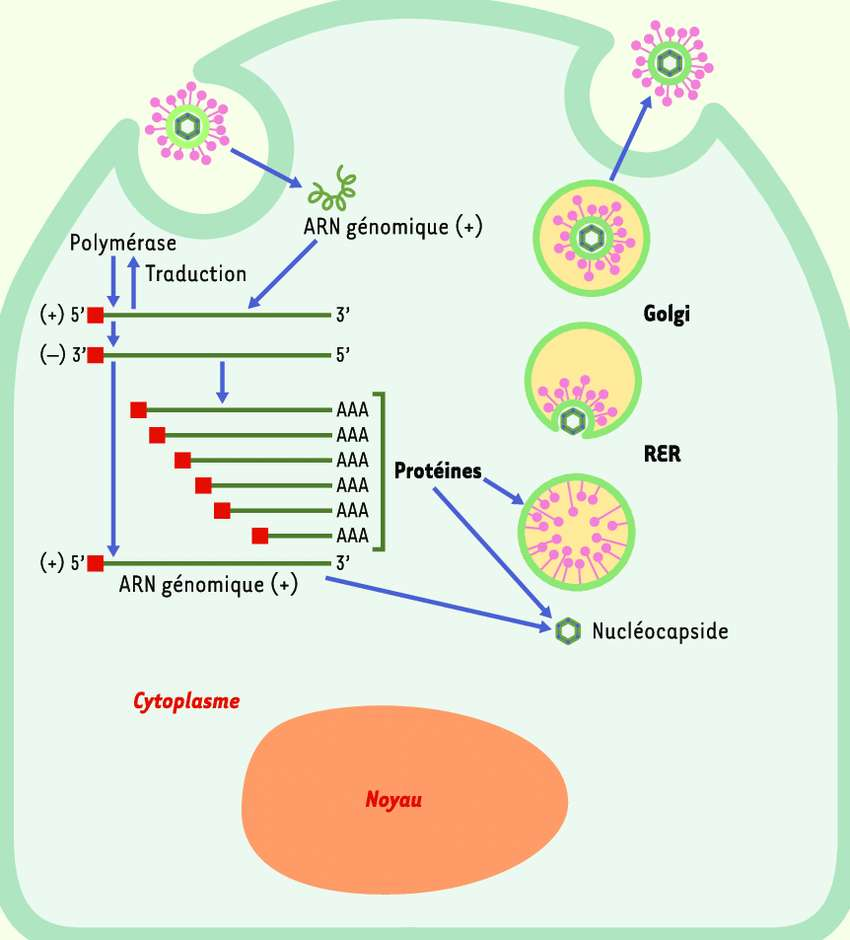 ARN génomique (+)
Polymérase
Traduction
(+) 5’ 3’
(—) 3’ 5’
AAA
AAA
AAA
AAA
AAA
AAA
Protéines
(+) 5’ 3’
ARN génomique (+)
Golgi
RER
Nucléocapside
Cytoplasme
Noyau